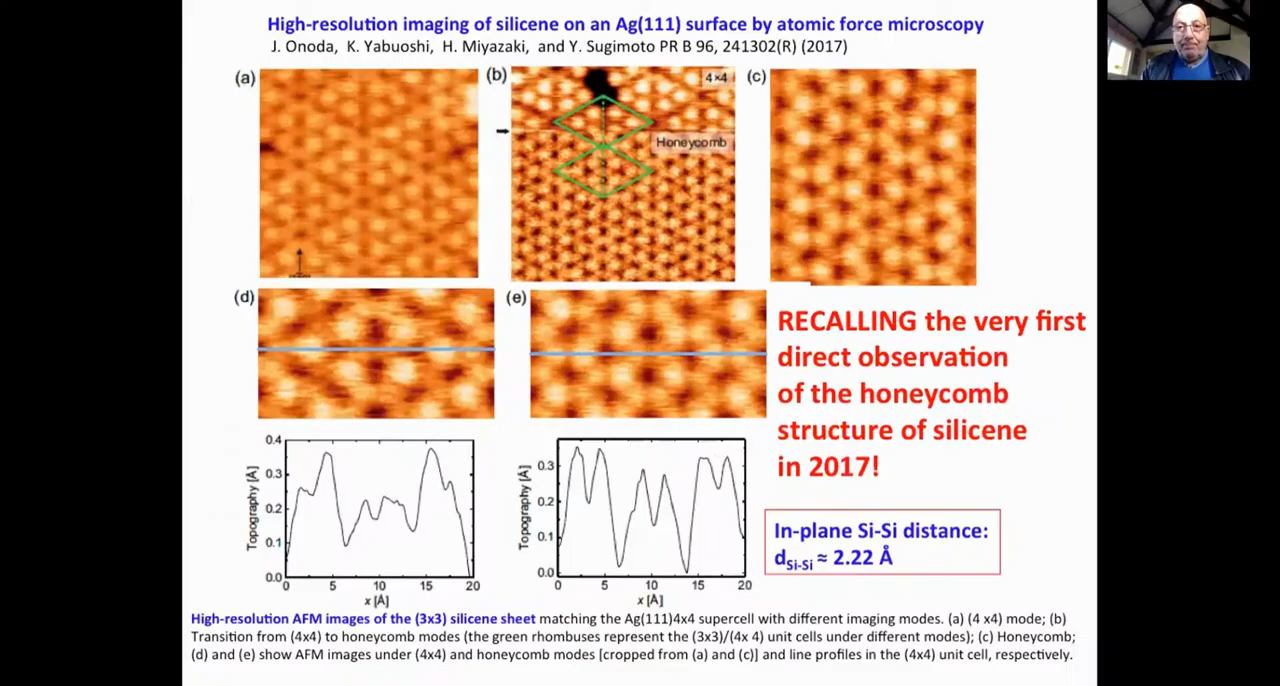 High-resolution imaging of silicene on an Ag(111) surface by atomic force microscopy
J. Onoda, K. Yabuoshi, H. Miyazaki, and Y. Sugimoto PR B 96, 241302(R) (2017)
(a)
(b)
4×4
Honeycomb
(c)
(d)
(e)
RECALLING the very first
direct observation
of the honeycomb
structure of silicene
in 2017!
Topography [Å]
0.4
0.3
0.2
0.1
0.0
0 5 10 15 20
x [Å]
Topography [Å]
0.3
0.2
0.1
0.0
0 5 10 15 20
x [Å]
In-plane Si-Si distance:
dSi-Si ≈ 2.22 Å
High-resolution AFM images of the (3x3) silicene sheet matching the Ag(111)4x4 supercell with different imaging modes. (a) (4 x4) mode; (b)
Transition from (4x4) to honeycomb modes (the green rhombuses represent the (3x3)/(4x 4) unit cells under different modes); (c) Honeycomb;
(d) and (e) show AFM images under (4x4) and honeycomb modes [cropped from (a) and (c)] and line profiles in the (4x4) unit cell, respectively.